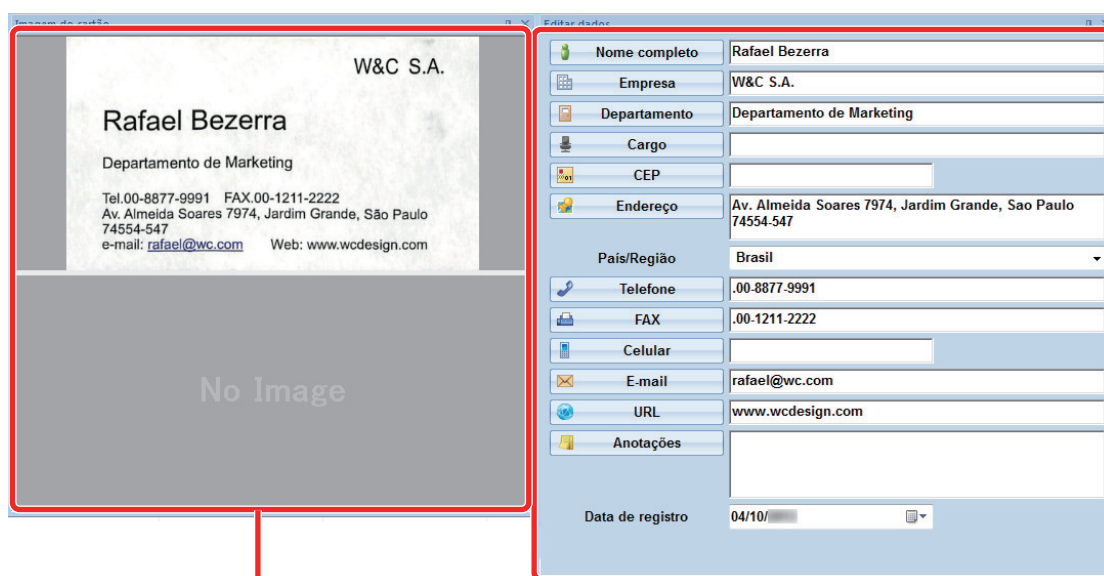 Imagem do cartão
W&C S.A.
Rafael Bezerra
Departamento de Marketing
Tel.00-8877-9991 FAX.00-1211-2222
Av. Almeida Soares 7974, Jardim Grande, São Paulo
74554-547
e-mail: rafael@wc.com Web: www.wcdesign.com
No Image
Editar dados
Nome completo Rafael Bezerra
Empresa W&C S.A.
Departamento Departamento de Marketing
Cargo
CEP
Endereço Av. Almeida Soares 7974, Jardim Grande, Sao Paulo
74554-547
País/Região Brasil
Telefone .00-8877-9991
FAX .00-1211-2222
Celular
E-mail rafael@wc.com
URL www.wcdesign.com
Anotações
Data de registro 04/10/